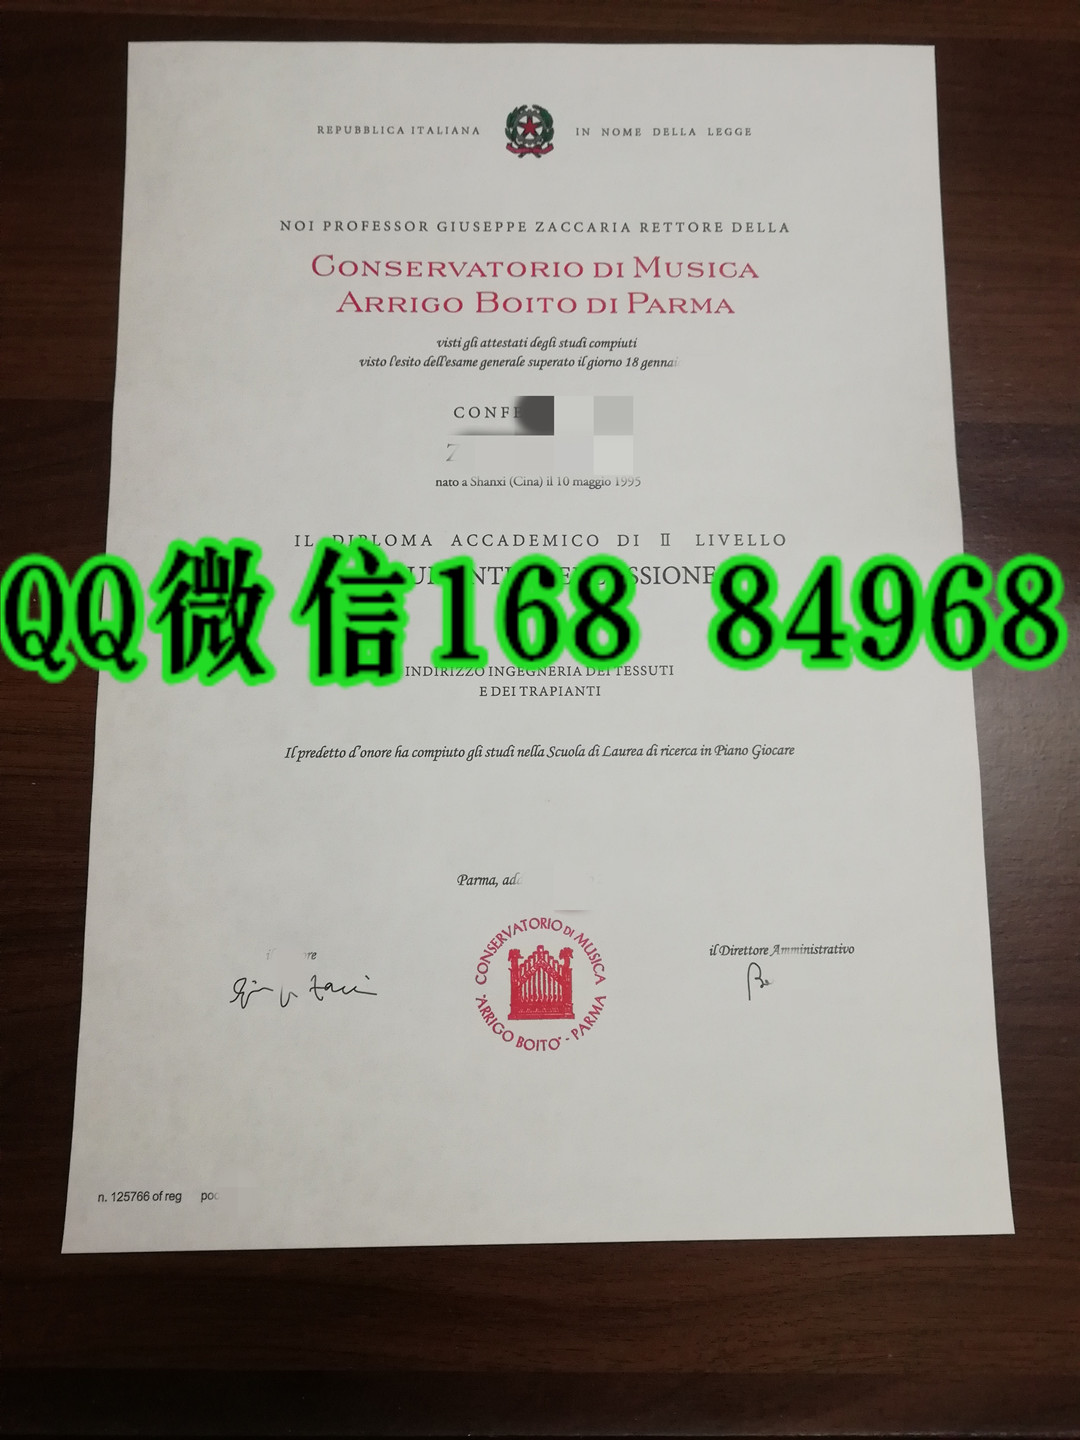 REPUBBLICA ITALIANA IN NOME DELLA LEGGE
NOI PROFESSOR GIUSEPPE ZACCARIA RETTORE DELLA
CONSERVATORIO DI MUSICA
ARRIGO BOITO DI PARMA
visti gli attestati degli studi compiuti
visto l'esito dell'esame generale superato il giorno 18 gennai
CONFE
Z
nato a Shanxi (Cina) il 10 maggio 1995
IL DIPLOMA ACCADEMICO DI II LIVELLO
QQ微信168 84968
INDIRIZZO INGEGNERIA DEI TESSUTI
E DEI TRAPIANTI
Il predetto d'onore ha compiuto gli studi nella Scuola di Laurea di ricerca in Piano Giocare
Parma, add
il Direttore Amministrativo
CONSERVATORIO DI MUSICA
"ARRIGO BOITO" - PARMA
n. 125766 of reg poc